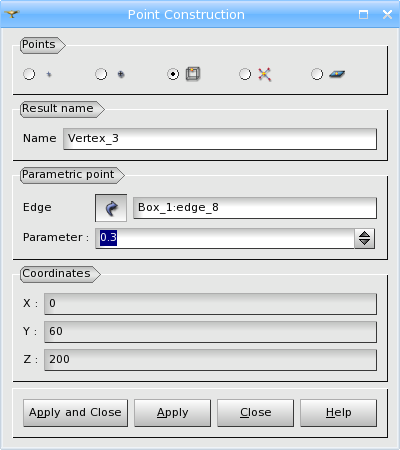 Point Construction
Points
Result name
Name Vertex_3
Parametric point
Edge Box_1:edge_8
Parameter : 0.3
Coordinates
X : 0
Y : 60
Z : 200
Apply and Close Apply Close Help